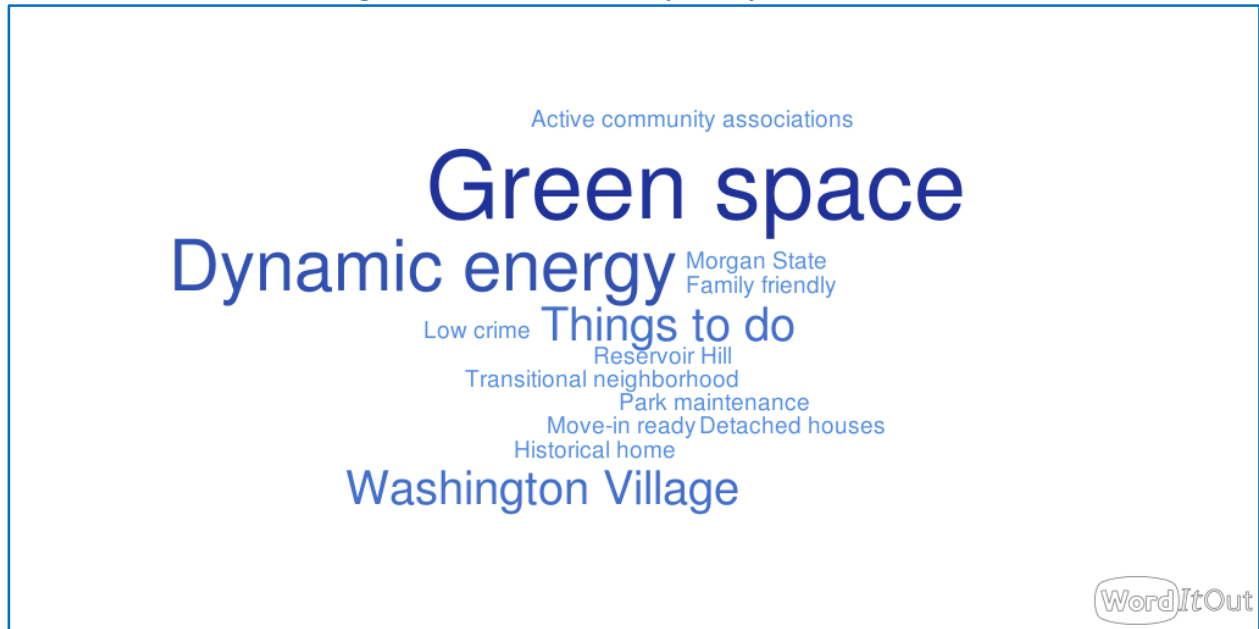 Active community associations
Green space
Dynamic energy
Morgan State
Family friendly
Low crime
Things to do
Reservoir Hill
Transitional neighborhood
Park maintenance
Move-in ready
Detached houses
Historical home
Washington Village
WordItOut